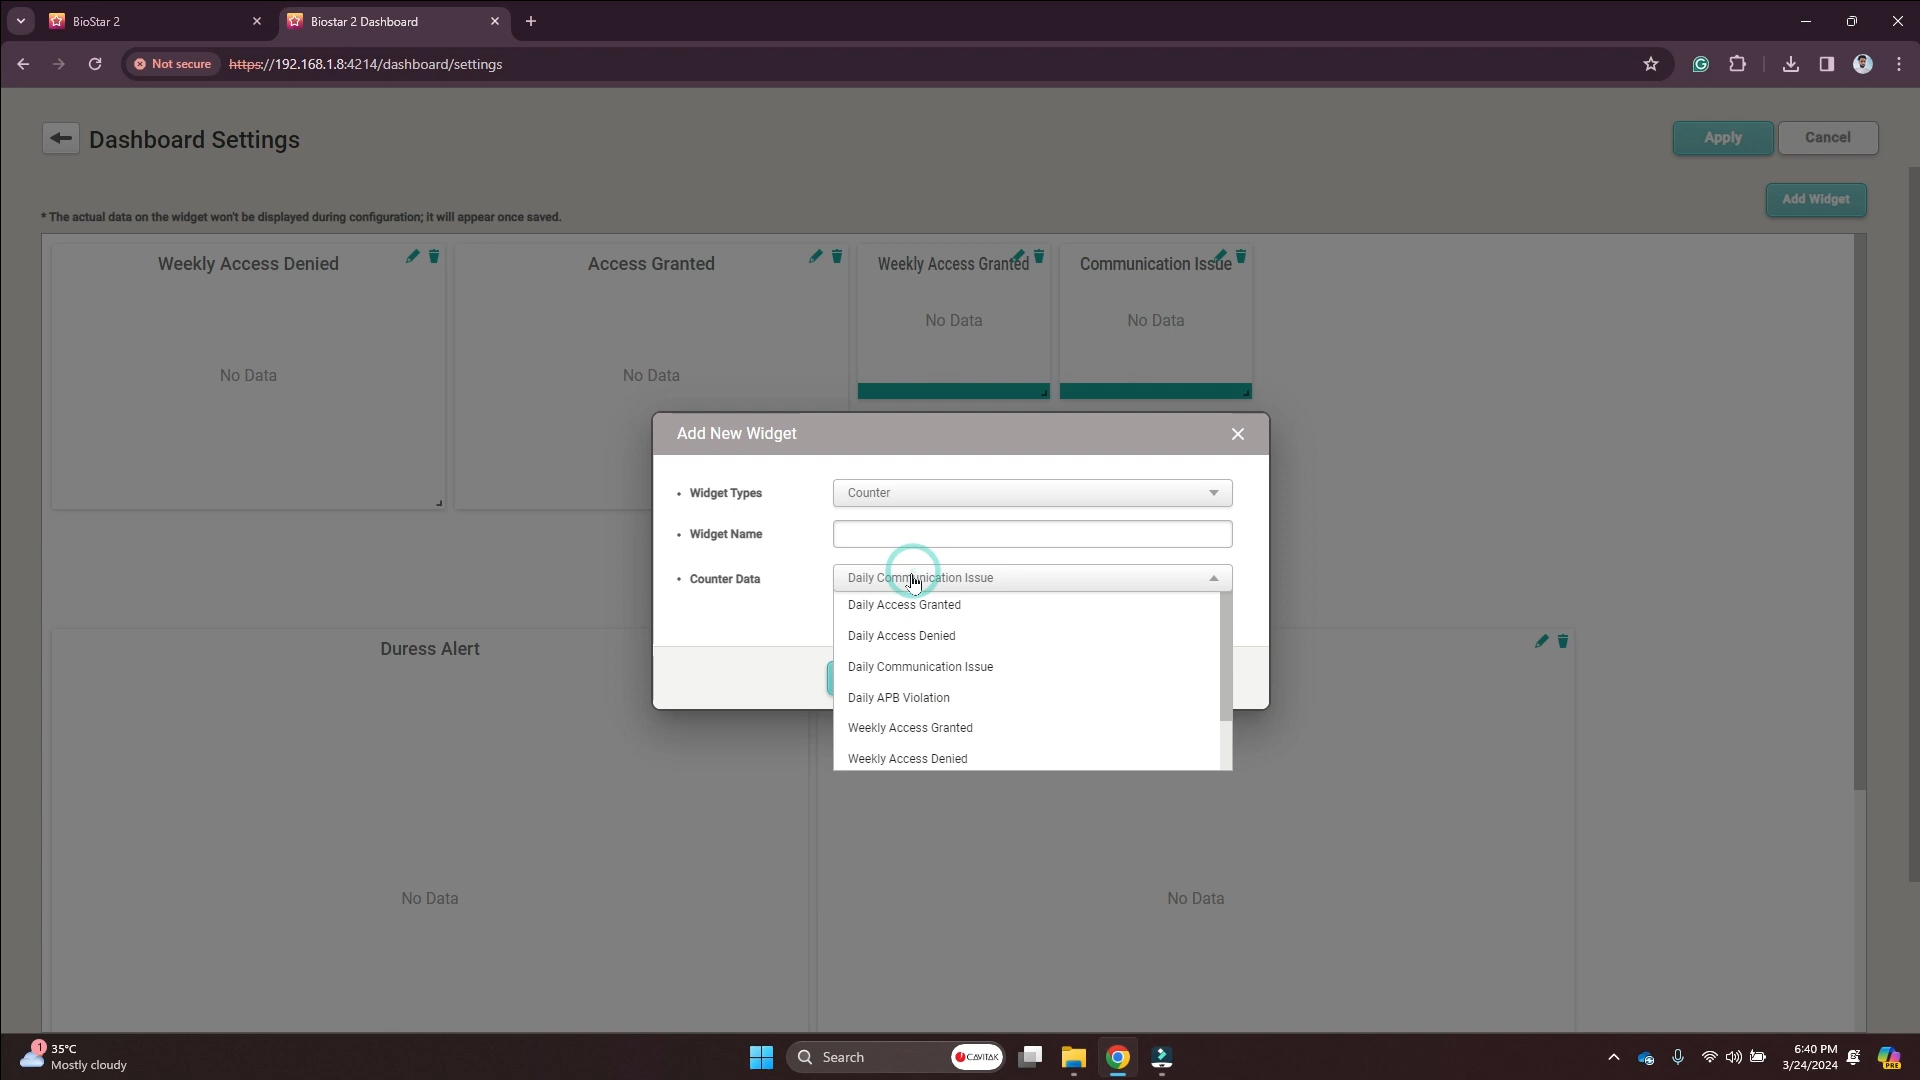 BioStar 2
Biostar 2 Dashboard
Not secure
https://192.168.1.8:4214/dashboard/settings
Dashboard Settings
Apply
Cancel
Add Widget
* The actual data on the widget won't be displayed during configuration; it will appear once saved.
Weekly Access Denied
Access Granted
Weekly Access Granted
Communication Issue
No Data
No Data
No Data
No Data
Add New Widget
• Widget Types
Counter
• Widget Name
• Counter Data
Daily Communication Issue
Daily Access Granted
Daily Access Denied
Daily Communication Issue
Daily APB Violation
Weekly Access Granted
Weekly Access Denied
Duress Alert
No Data
No Data
1
35°C
Mostly cloudy
Search
CAVITAK
6:40 PM
3/24/2024
PRE